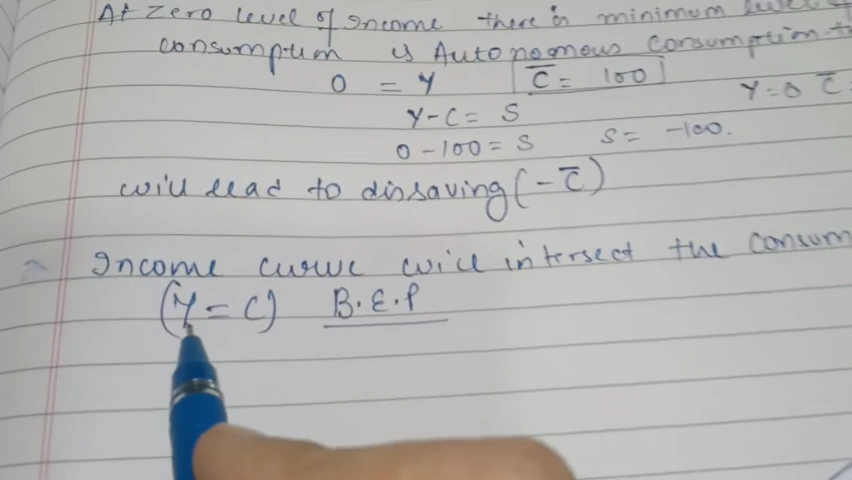 At zero level of income there is minimum level
consumption is Autonomous consumption
0 = Y C̅ = 100 Y=0 C̅
Y-C= S
0-100=S S= -100.
will lead to dissaving (-C̅)
Income curve will intersect the consum
(Y=C) B.E.P